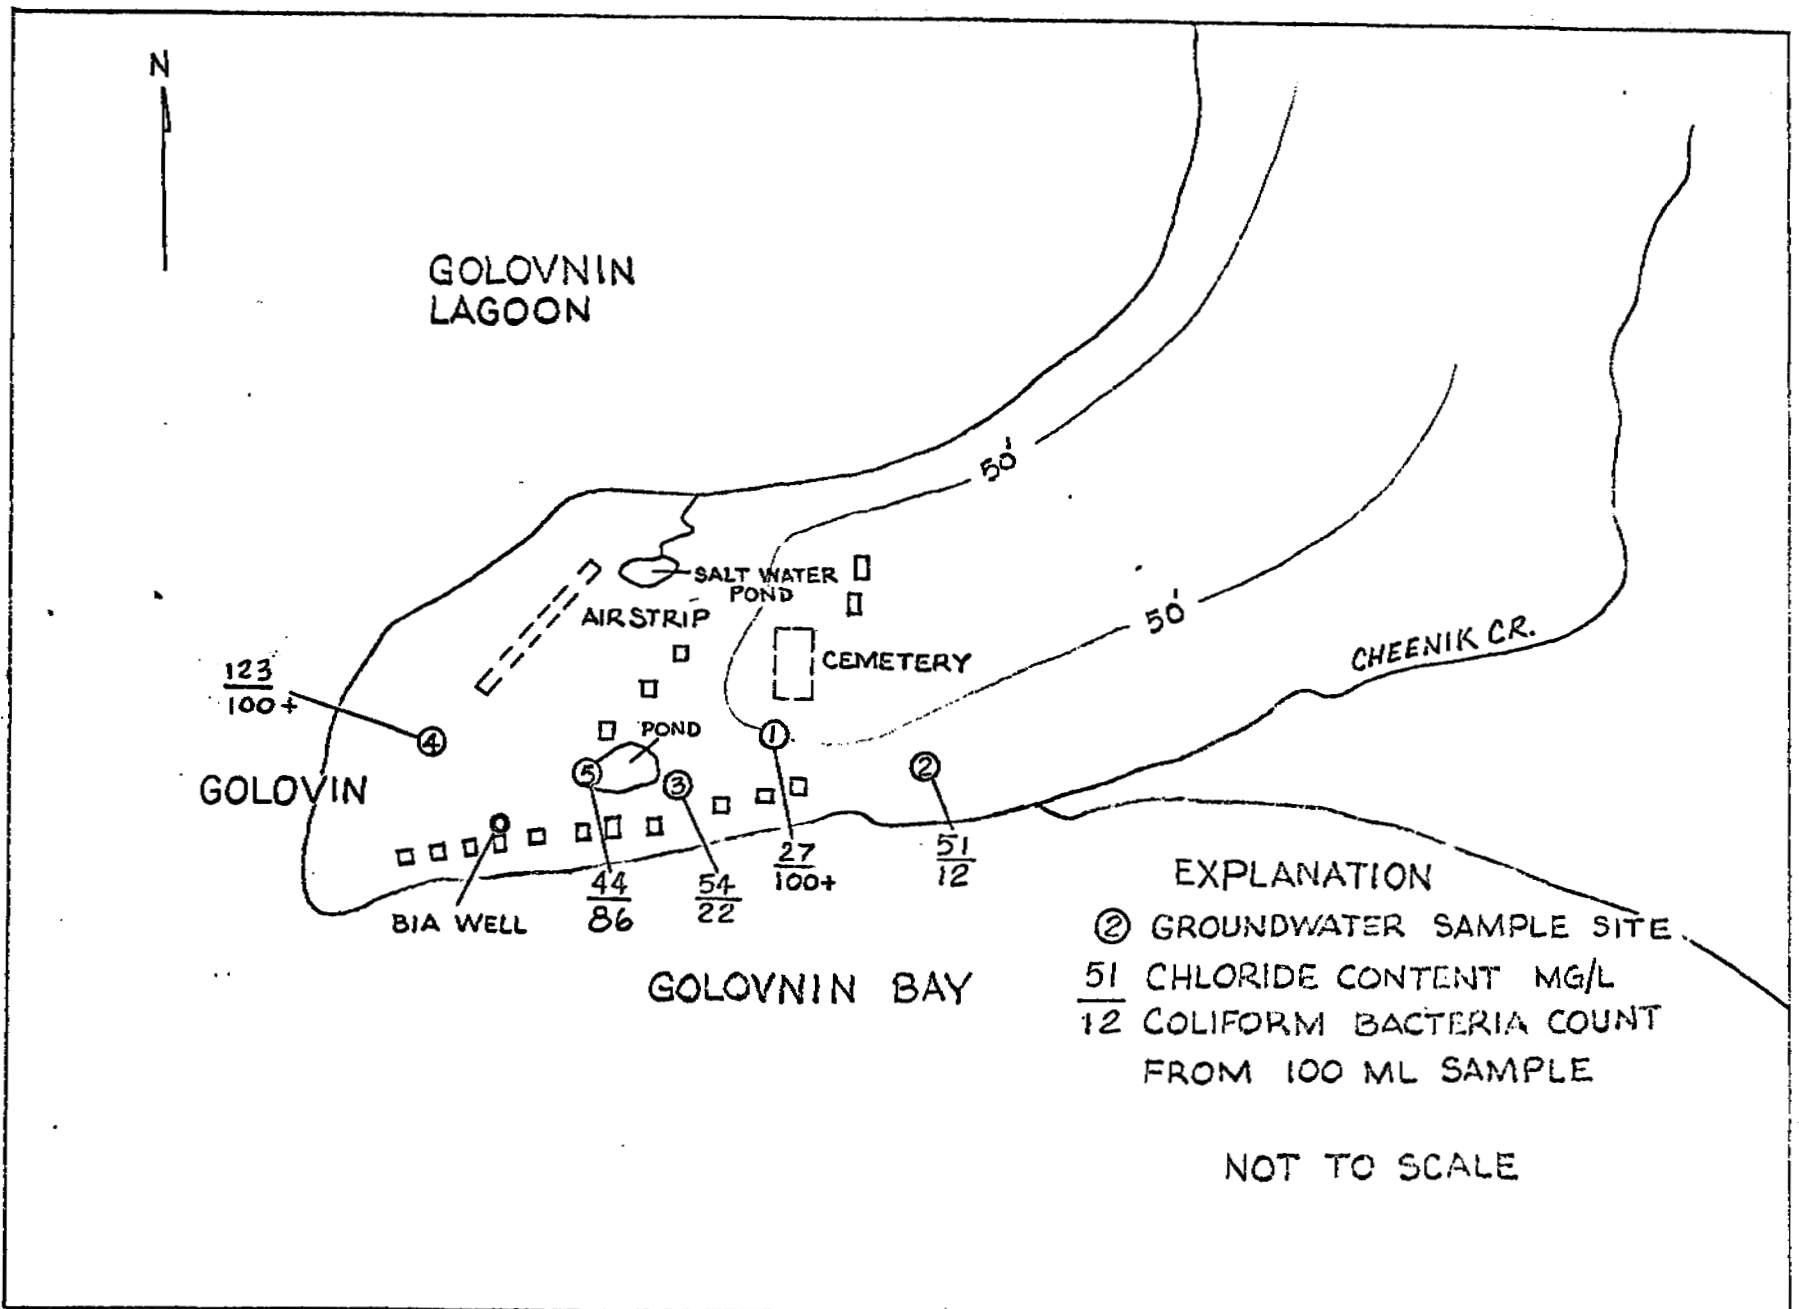 N
GOLOVNIN
LAGOON
50'
SALT WATER
POND
AIRSTRIP
50'
CHEENIK CR.
CEMETERY
123
100+
POND
1
4
2
5
3
GOLOVIN
27
100+
51
12
44
86
54
22
BIA WELL
EXPLANATION
2 GROUNDWATER SAMPLE SITE
51 CHLORIDE CONTENT MG/L
12 COLIFORM BACTERIA COUNT
FROM 100 ML SAMPLE
GOLOVNIN BAY
NOT TO SCALE